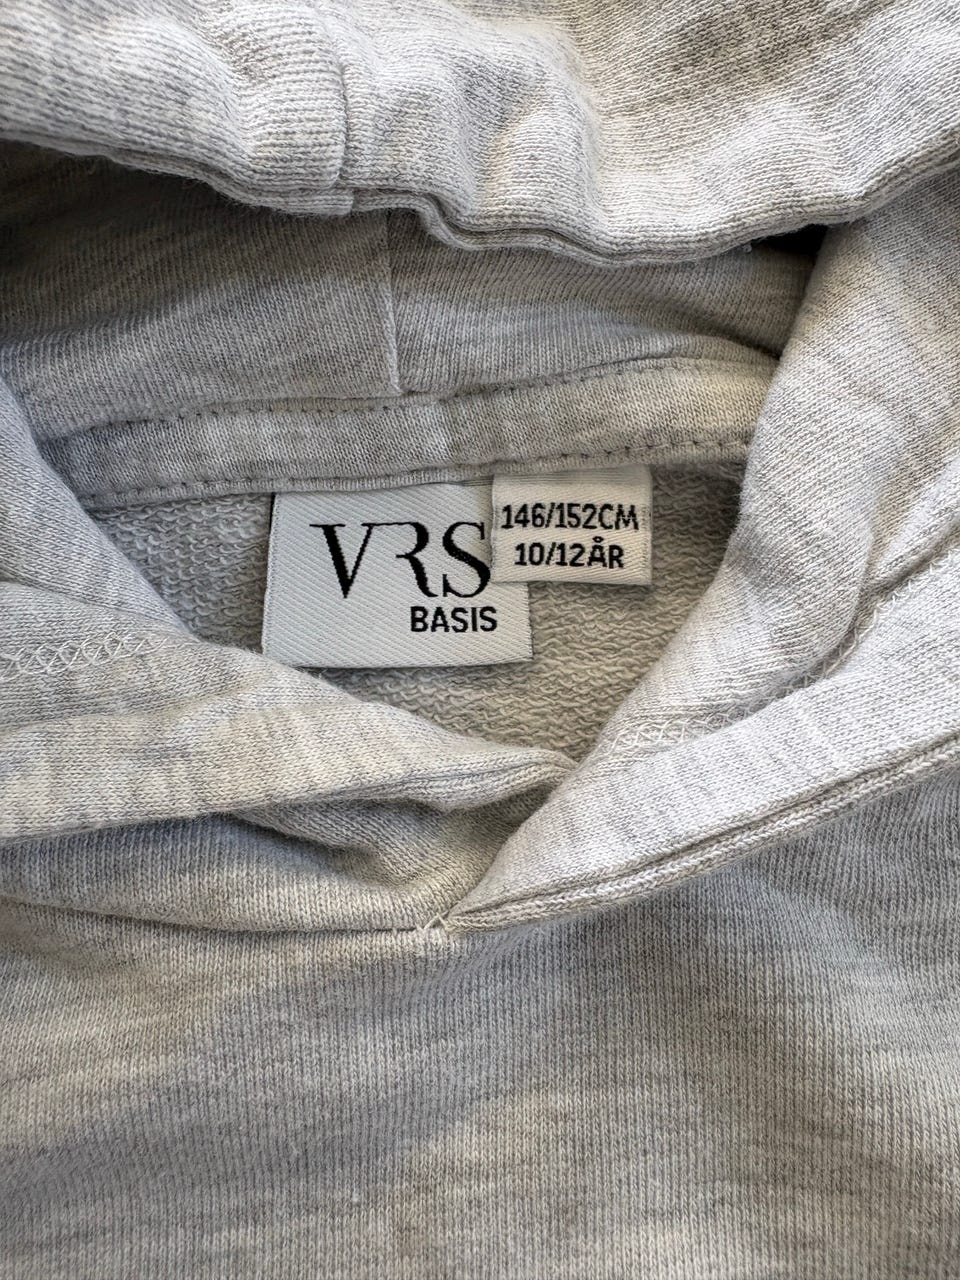 VRS
BASIS
146/152CM
10/12ÅR